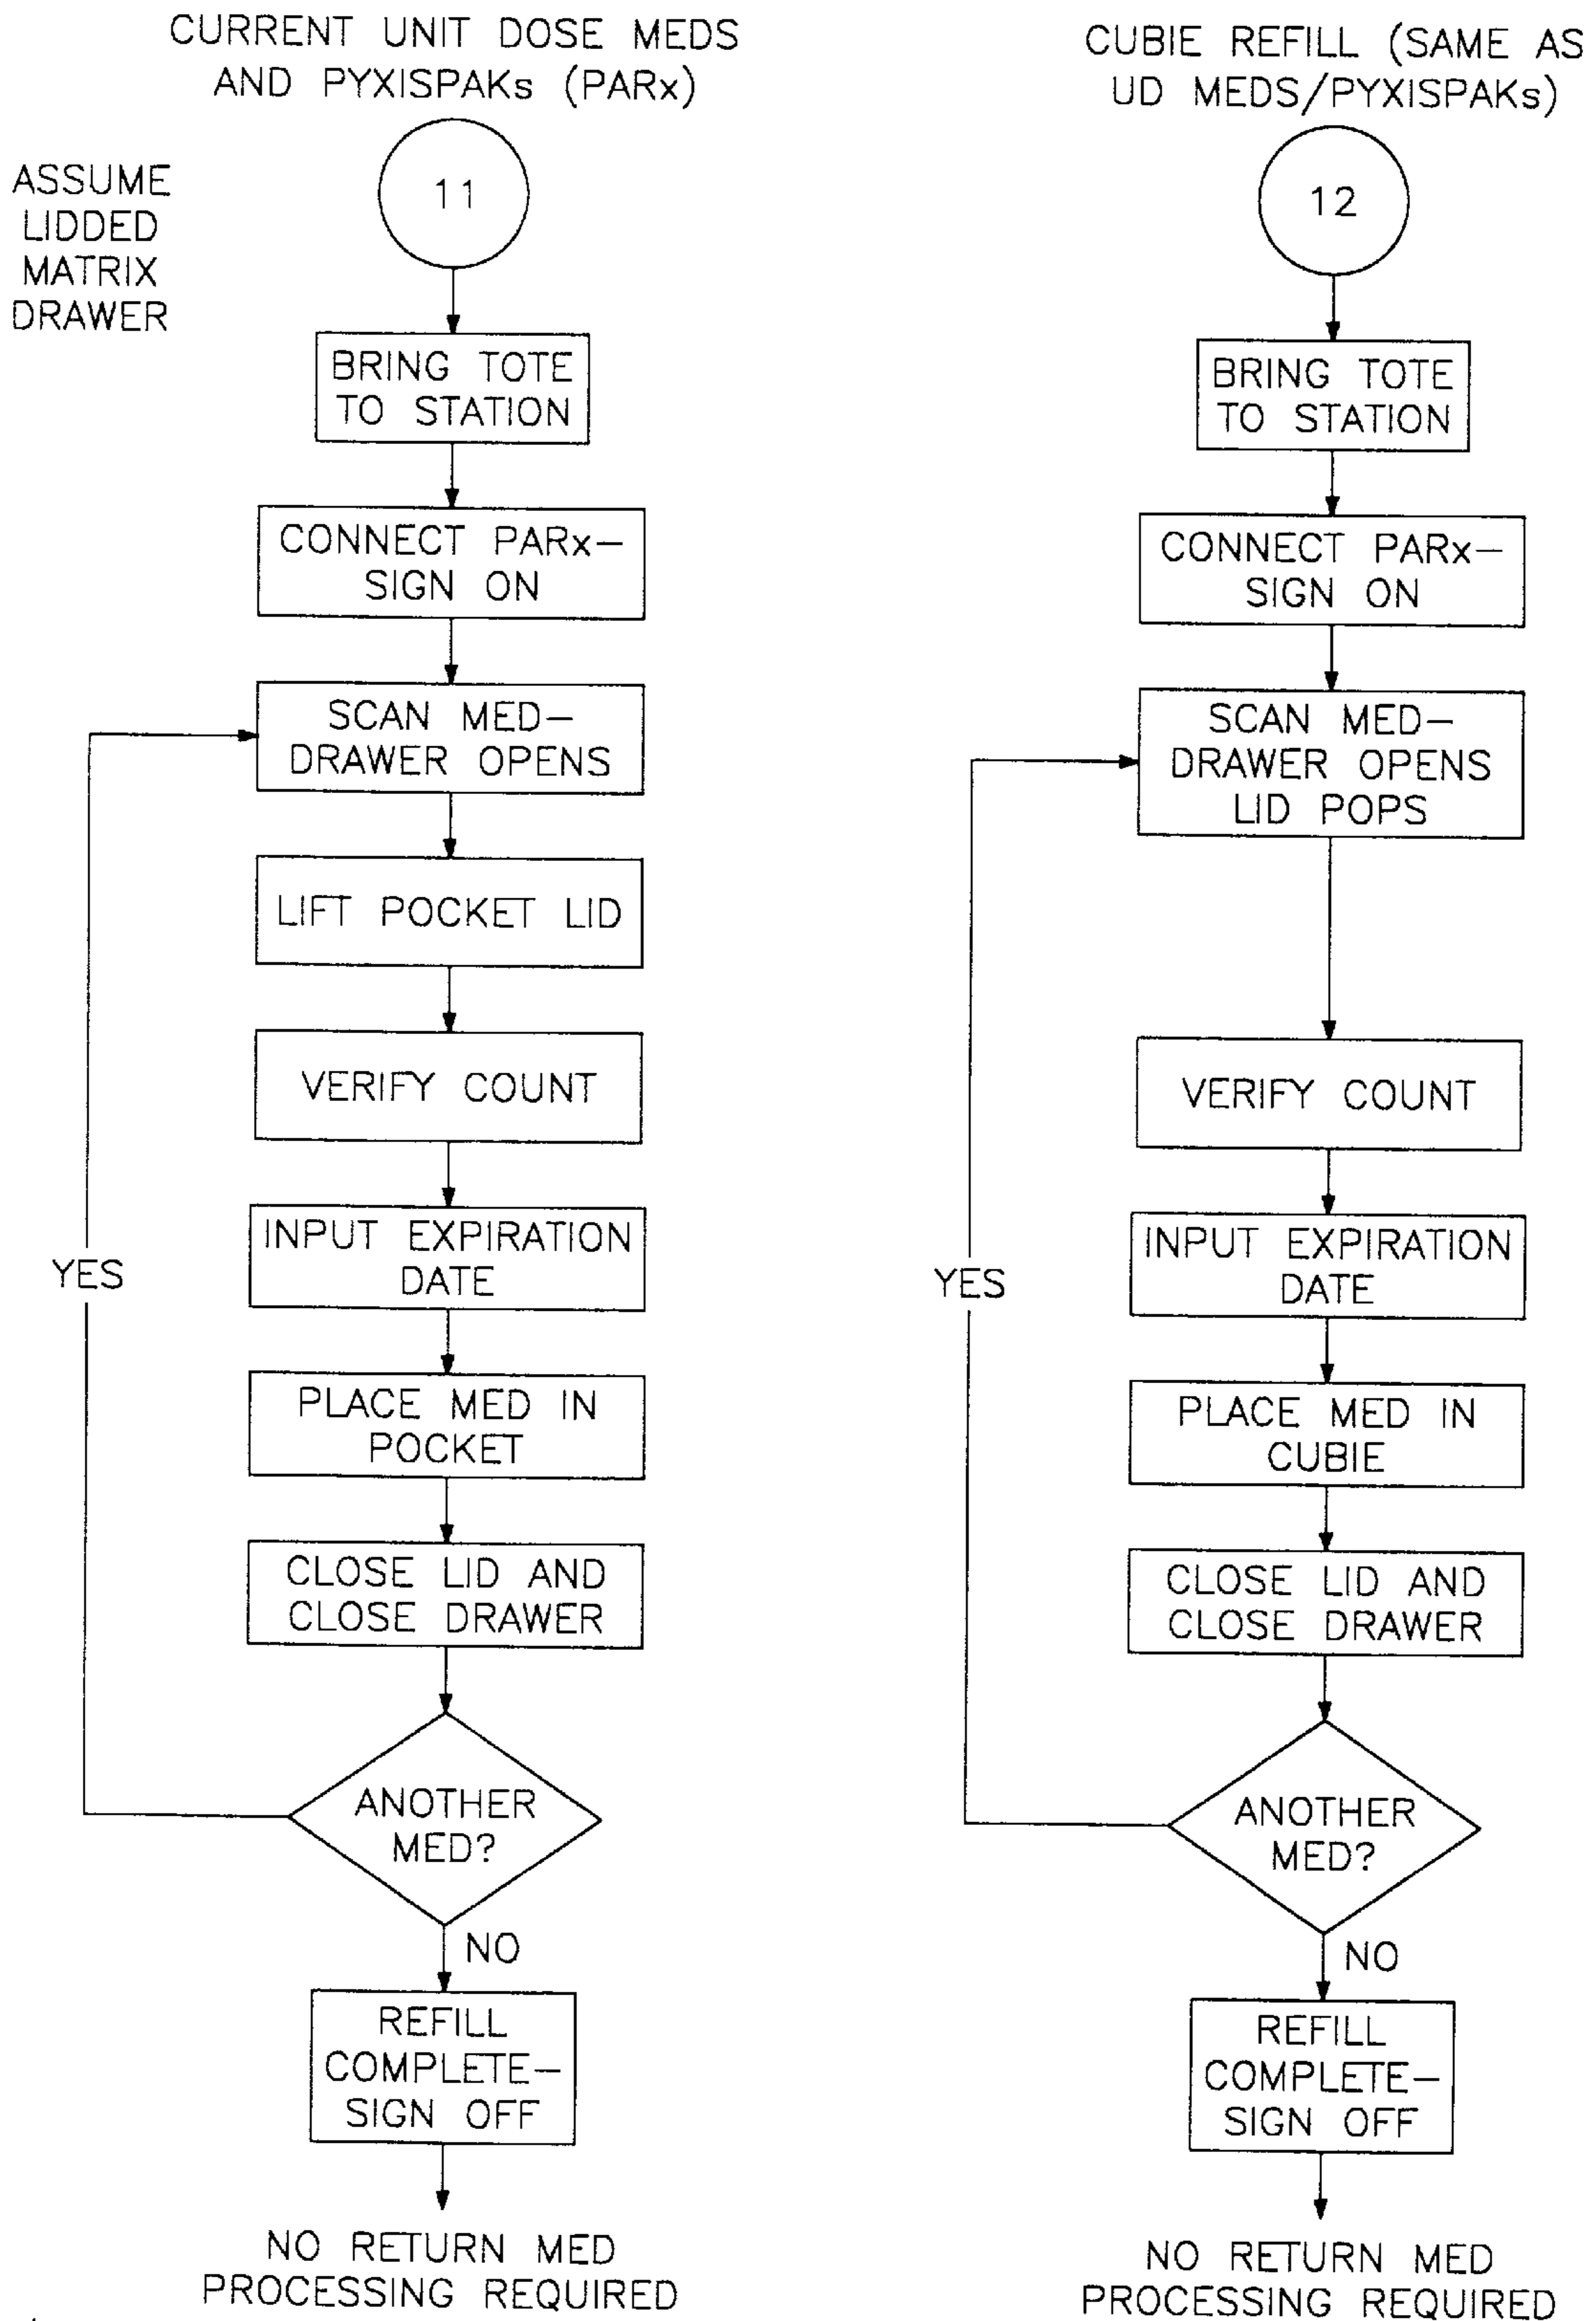 CURRENT UNIT DOSE MEDS
AND PYXISPAKs (PARx)
ASSUME
LIDDED
MATRIX
DRAWER
11
BRING TOTE
TO STATION
CONNECT PARx-
SIGN ON
SCAN MED-
DRAWER OPENS
LIFT POCKET LID
VERIFY COUNT
INPUT EXPIRATION
DATE
YES
PLACE MED IN
POCKET
CLOSE LID AND
CLOSE DRAWER
ANOTHER
MED?
NO
REFILL
COMPLETE-
SIGN OFF
NO RETURN MED
PROCESSING REQUIRED
CUBIE REFILL (SAME AS
UD MEDS/PYXISPAKs)
12
BRING TOTE
TO STATION
CONNECT PARx-
SIGN ON
SCAN MED-
DRAWER OPENS
LID POPS
VERIFY COUNT
INPUT EXPIRATION
DATE
YES
PLACE MED IN
CUBIE
CLOSE LID AND
CLOSE DRAWER
ANOTHER
MED?
NO
REFILL
COMPLETE-
SIGN OFF
NO RETURN MED
PROCESSING REQUIRED